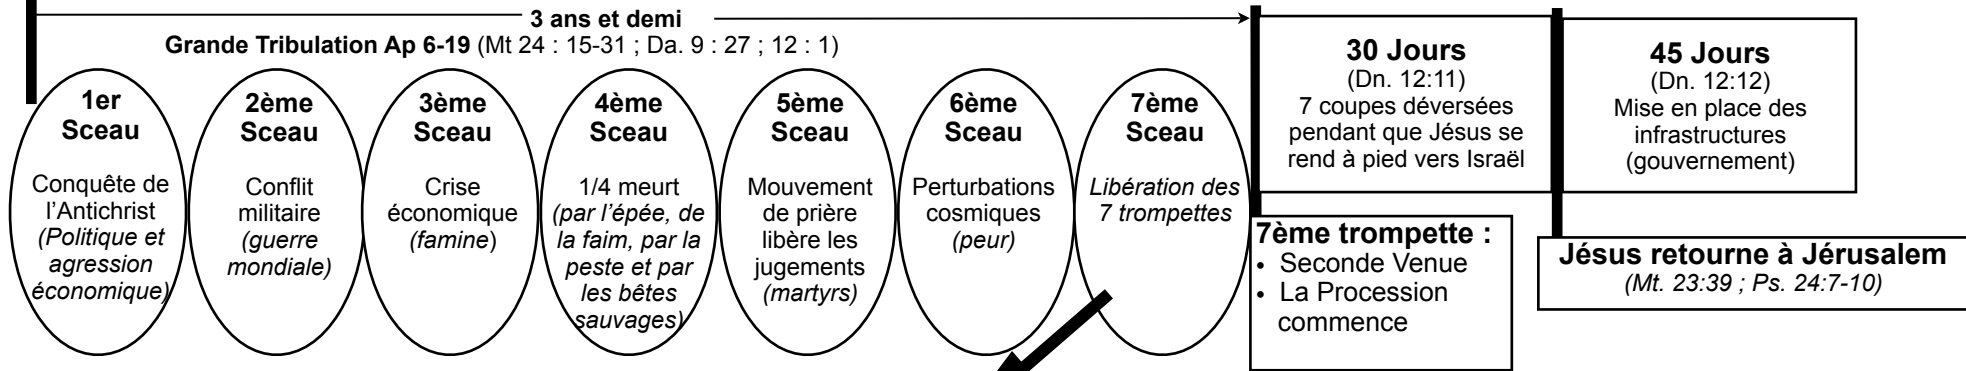 3 ans et demi
Grande Tribulation Ap 6-19 (Mt 24 : 15-31 ; Da. 9 : 27 ; 12 : 1)
1er
Sceau
Conquête de
l’Antichrist
(Politique et
agression
économique)
2ème
Sceau
Conflit
militaire
(guerre
mondiale)
3ème
Sceau
Crise
économique
(famine)
4ème
Sceau
1/4 meurt
(par l’épée, de
la faim, par la
peste et par
les bêtes
sauvages)
5ème
Sceau
Mouvement
de prière
libère les
jugements
(martyrs)
6ème
Sceau
Perturbations
cosmiques
(peur)
7ème
Sceau
Libération des
7 trompettes
30 Jours
(Dn. 12:11)
7 coupes déversées
pendant que Jésus se
rend à pied vers Israël
45 Jours
(Dn. 12:12)
Mise en place des
infrastructures
(gouvernement)
7ème trompette :
• Seconde Venue
• La Procession
commence
Jésus retourne à Jérusalem
(Mt. 23:39 ; Ps. 24:7-10)